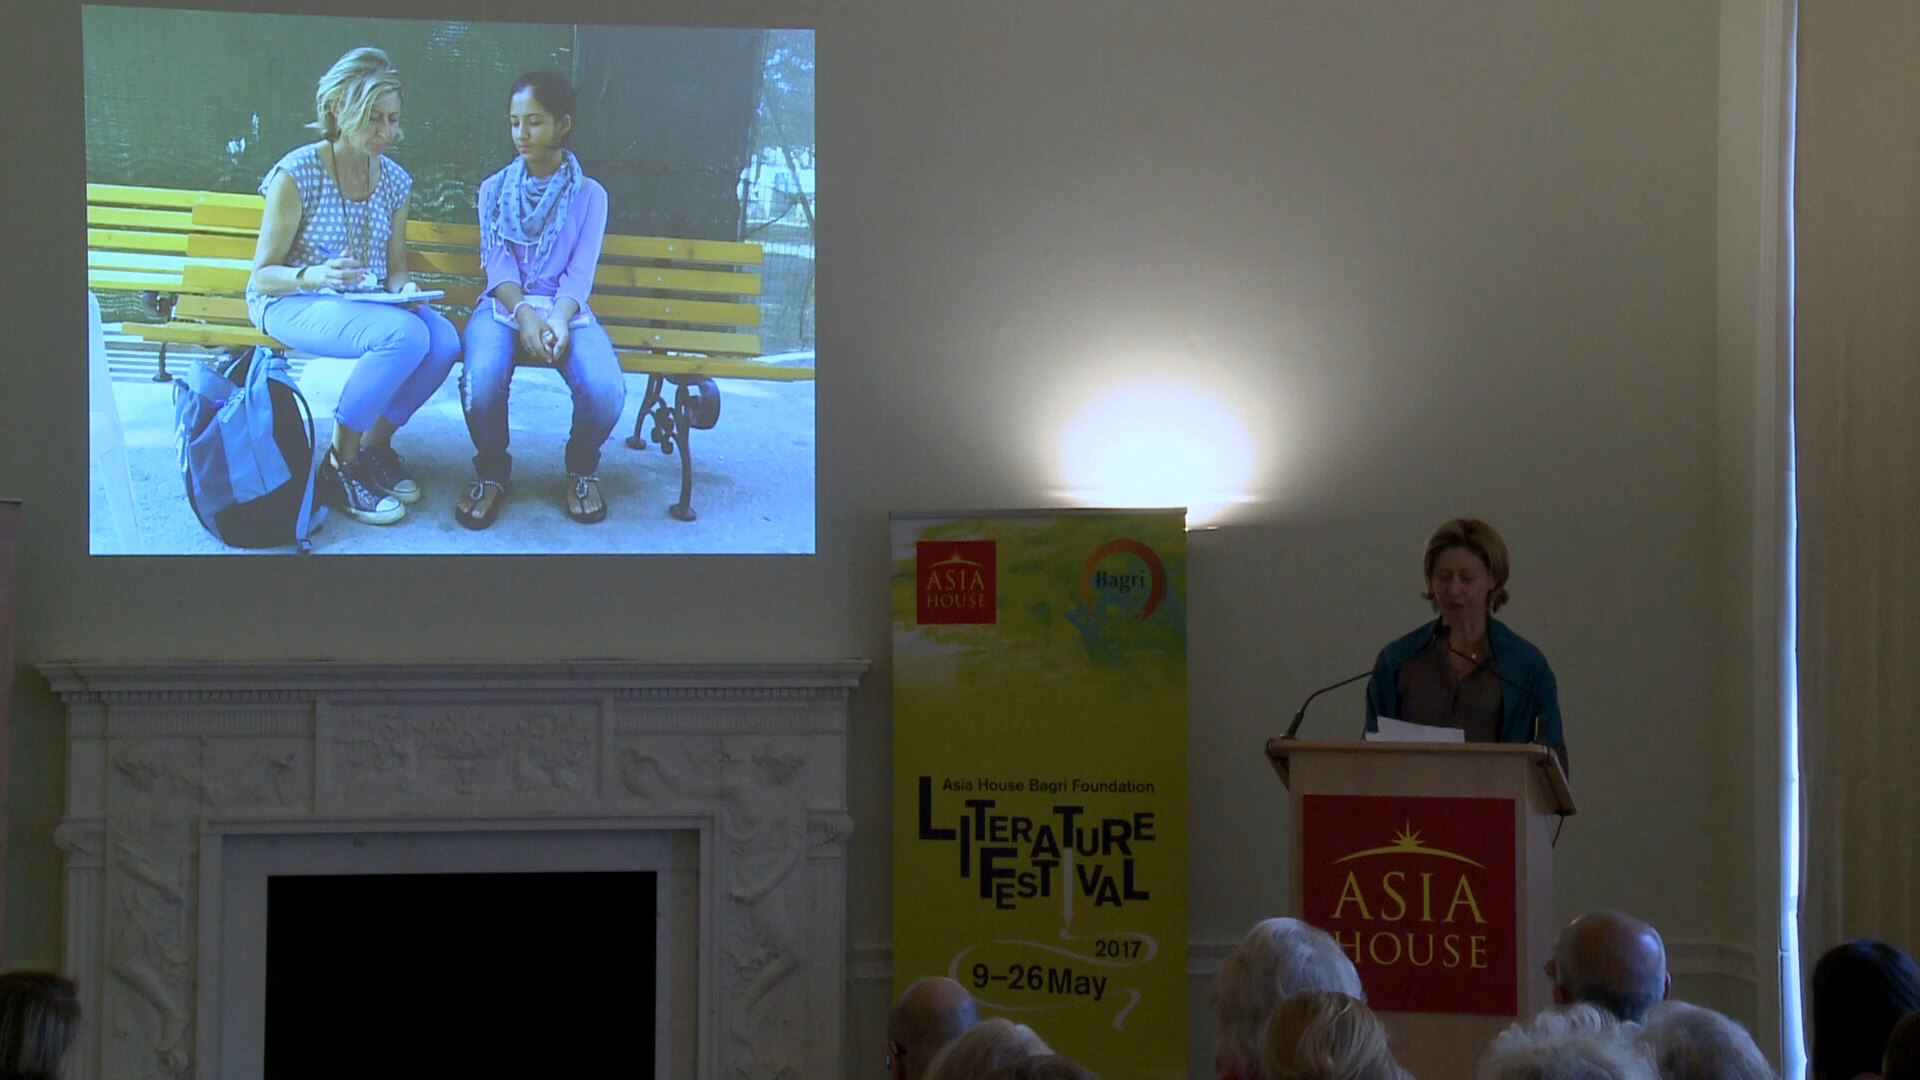 ASIA
HOUSE
Bagri
Asia House Bagri Foundation
LITERATURE
FESTIVAL
2017
9–26 May
ASIA
HOUSE